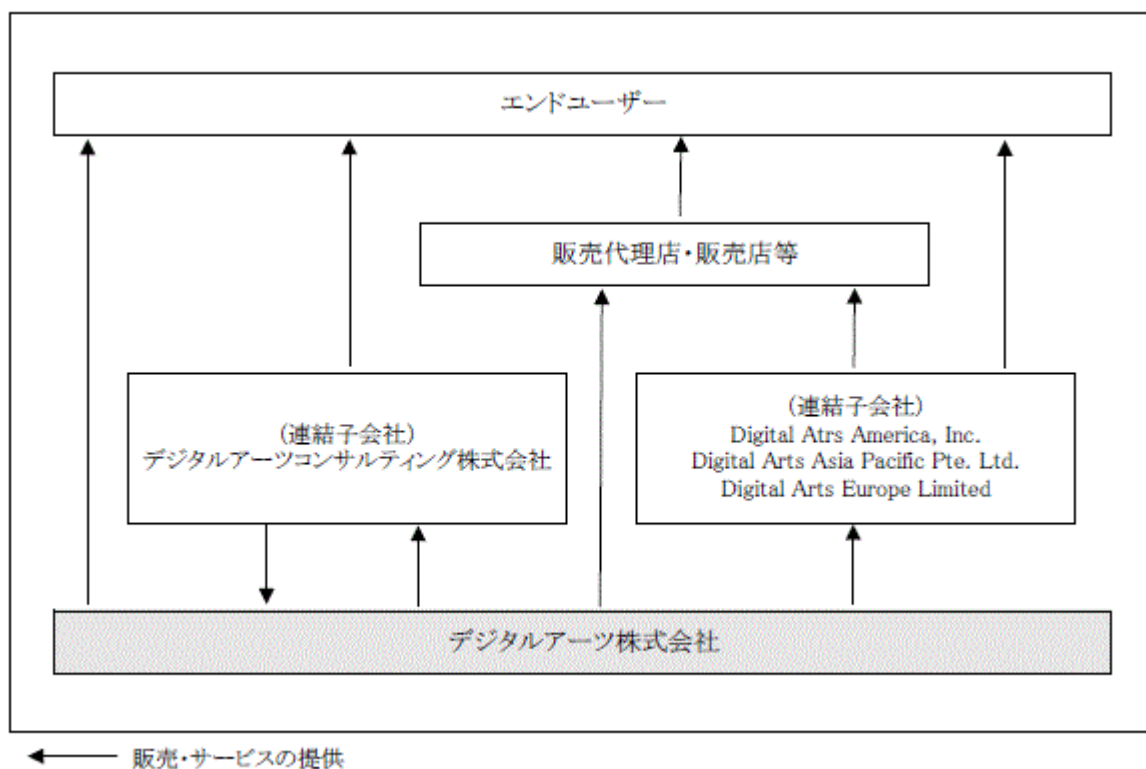 エンドユーザー
販売代理店・販売店等
(連結子会社)
デジタルアーツコンサルティング株式会社
(連結子会社)
Digital Atrs America, Inc.
Digital Arts Asia Pacific Pte. Ltd.
Digital Arts Europe Limited
デジタルアーツ株式会社
販売・サービスの提供